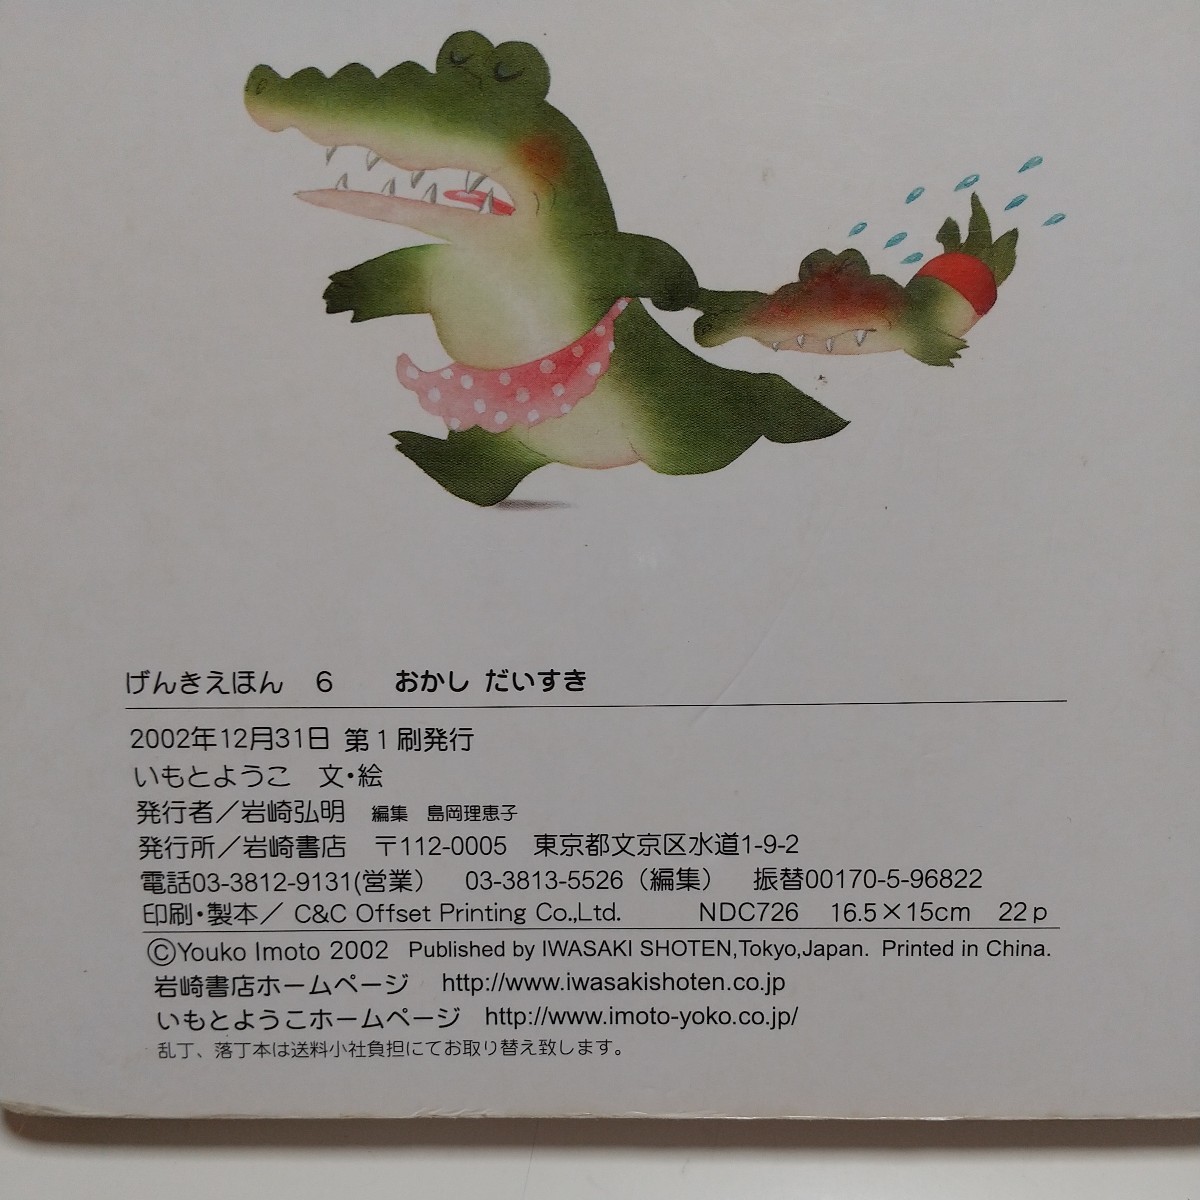 げんきえほん　6　　おかし だいすき
2002年12月31日 第1刷発行
いもとようこ　文・絵
発行者／岩崎弘明　編集　島岡理恵子
発行所／岩崎書店　〒112-0005　東京都文京区水道1-9-2
電話03-3812-9131(営業)　03-3813-5526（編集）　振替00170-5-96822
印刷・製本／ C&C Offset Printing Co.,Ltd.　　NDC726　16.5×15cm　22p
©Youko Imoto 2002　Published by IWASAKI SHOTEN,Tokyo,Japan. Printed in China.
岩崎書店ホームページ　http://www.iwasakishoten.co.jp
いもとようこホームページ　http://www.imoto-yoko.co.jp/
乱丁、落丁本は送料小社負担にてお取り替え致します。